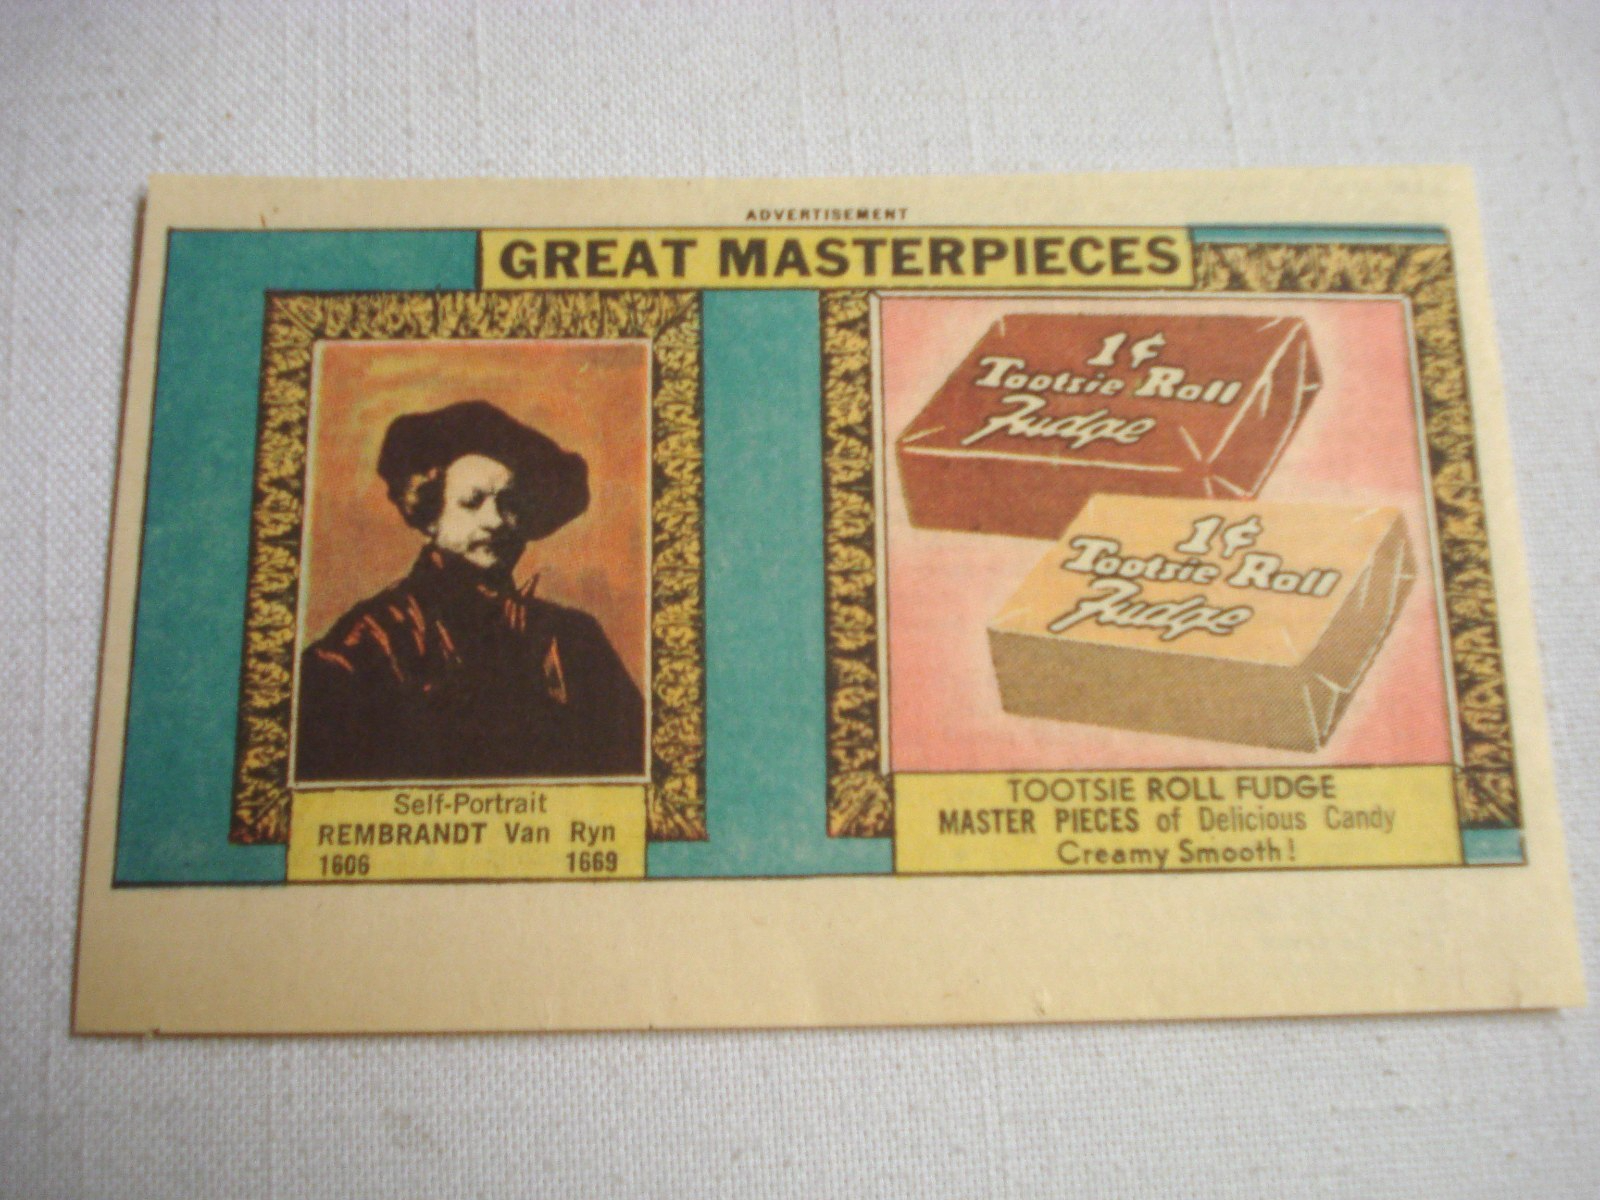 ADVERTISEMENT
GREAT MASTERPIECES
Self-Portrait
REMBRANDT Van Ryn
1606 1669
1¢
Tootsie Roll
Fudge
1¢
Tootsie Roll
Fudge
TOOTSIE ROLL FUDGE
MASTER PIECES of Delicious Candy
Creamy Smooth!